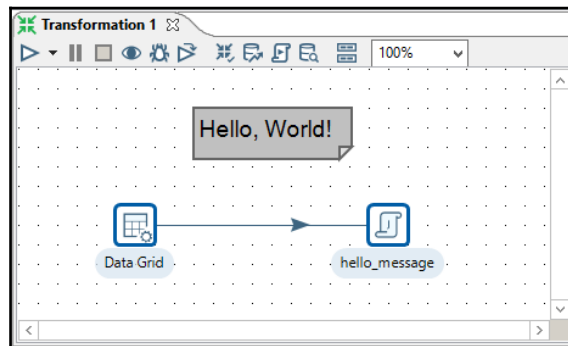 Transformation 1
100%
Hello, World!
Data Grid
hello_message